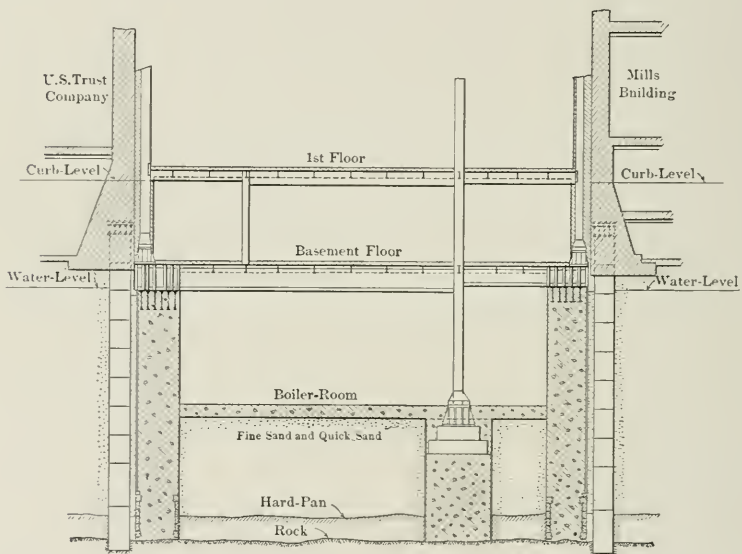 U.S. Trust
Company
Mills
Bnilding
1st Floor
Curb-Level
Curb-Level
Basement Floor
Water-Level
Water-Level
Boiler-Room
Fine Sand and Quick Sand
Hard-Pan
Rock